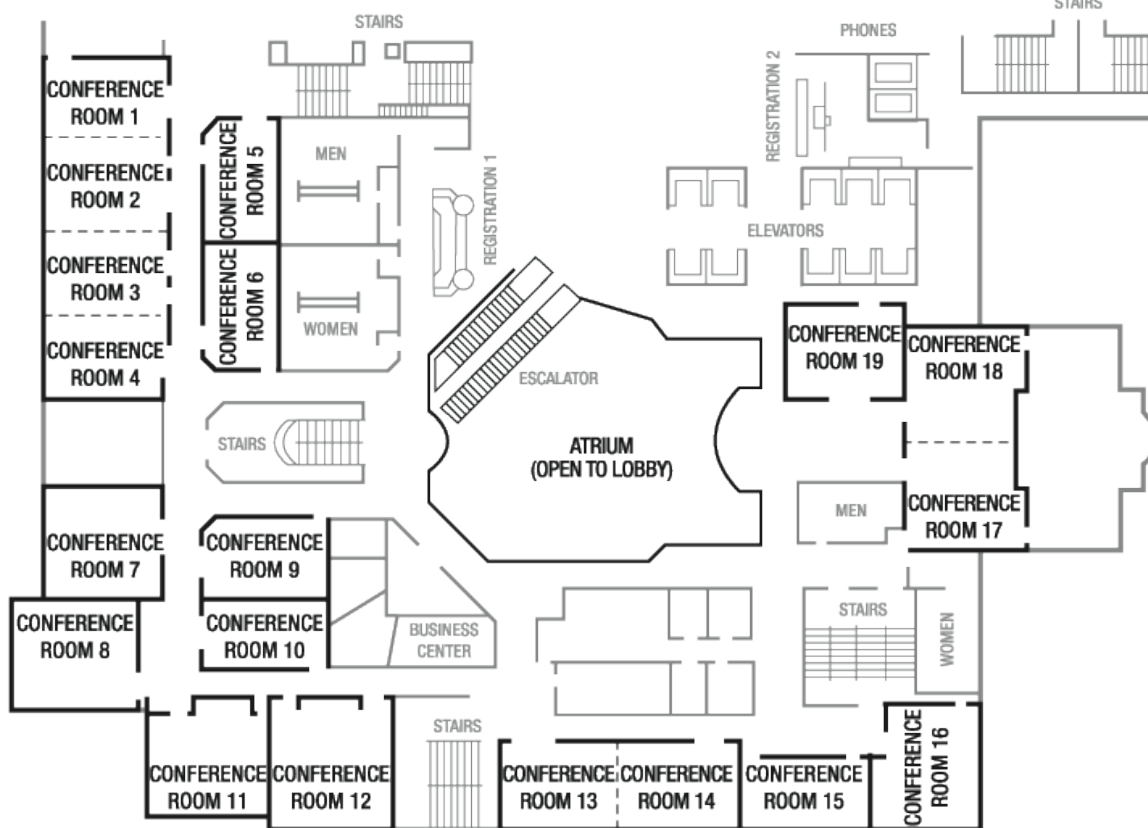 STAIRS
STAIRS
PHONES
REGISTRATION 2
CONFERENCE
ROOM 1
CONFERENCE
ROOM 2
CONFERENCE
ROOM 3
CONFERENCE
ROOM 4
CONFERENCE
ROOM 5
CONFERENCE
ROOM 6
MEN
WOMEN
REGISTRATION 1
ELEVATORS
ESCALATOR
CONFERENCE
ROOM 19
CONFERENCE
ROOM 18
STAIRS
ATRIUM
(OPEN TO LOBBY)
MEN
CONFERENCE
ROOM 17
CONFERENCE
ROOM 7
CONFERENCE
ROOM 9
CONFERENCE
ROOM 8
CONFERENCE
ROOM 10
BUSINESS
CENTER
STAIRS
WOMEN
STAIRS
CONFERENCE
ROOM 11
CONFERENCE
ROOM 12
CONFERENCE
ROOM 13
CONFERENCE
ROOM 14
CONFERENCE
ROOM 15
CONFERENCE
ROOM 16